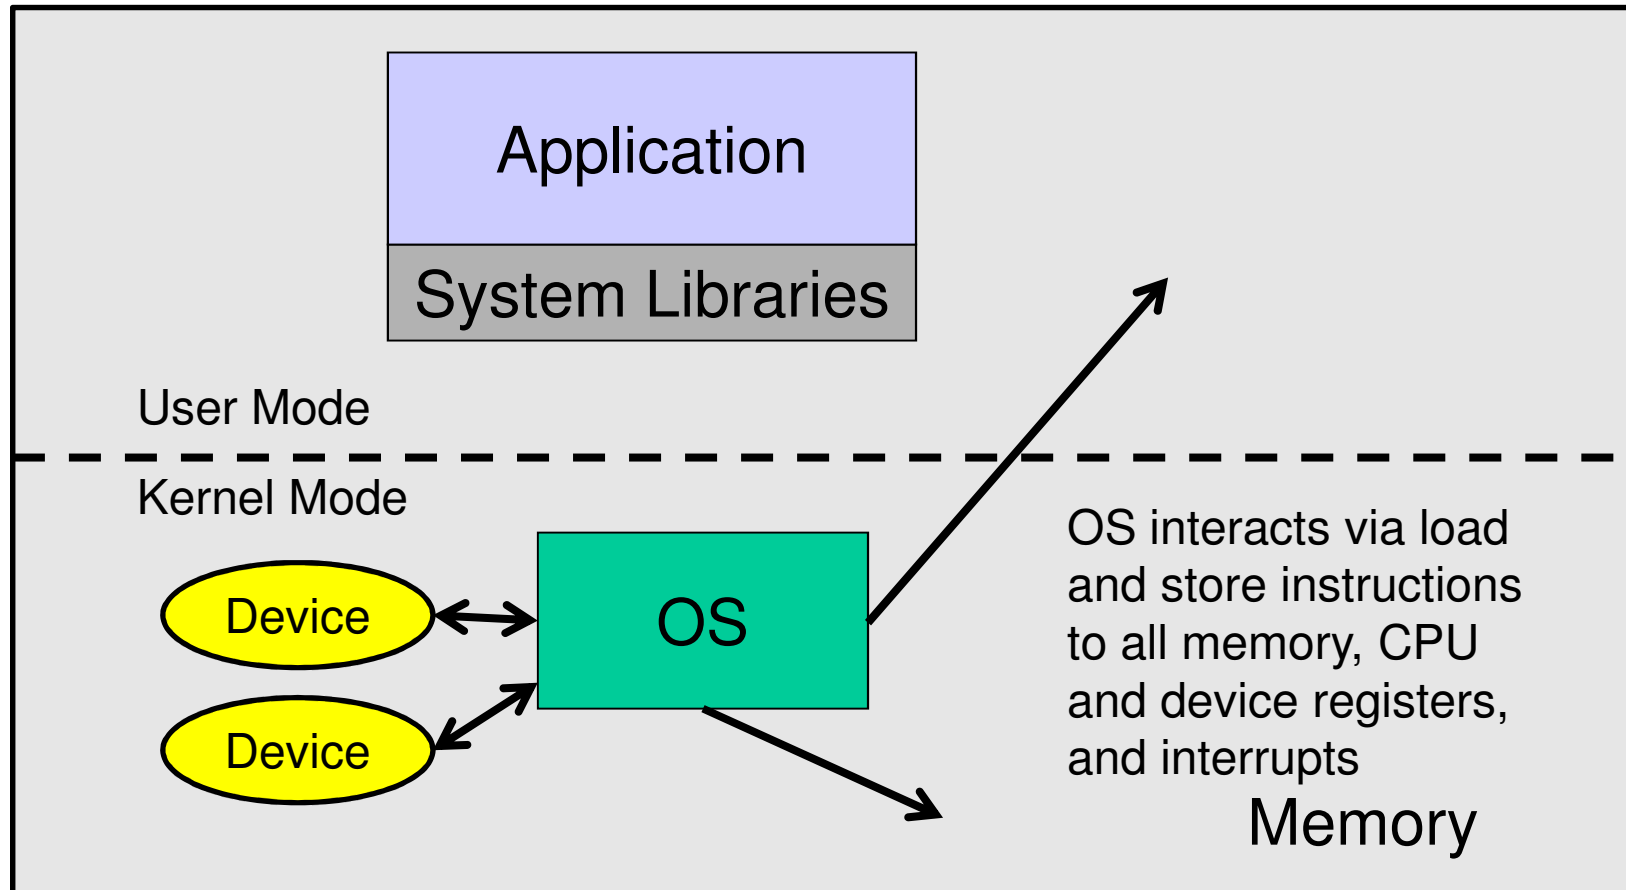 Application
System Libraries
User Mode
Kernel Mode
Device
Device
OS
OS interacts via load
and store instructions
to all memory, CPU
and device registers,
and interrupts
Memory